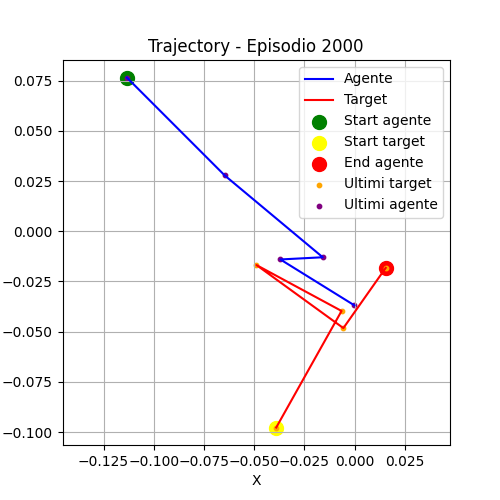 Trajectory - Episodio 2000
Agente
Target
Start agente
Start target
End agente
Ultimi target
Ultimi agente
0.075
0.050
0.025
0.000
−0.025
−0.050
−0.075
−0.100
−0.125 −0.100 −0.075 −0.050 −0.025 0.000 0.025
X